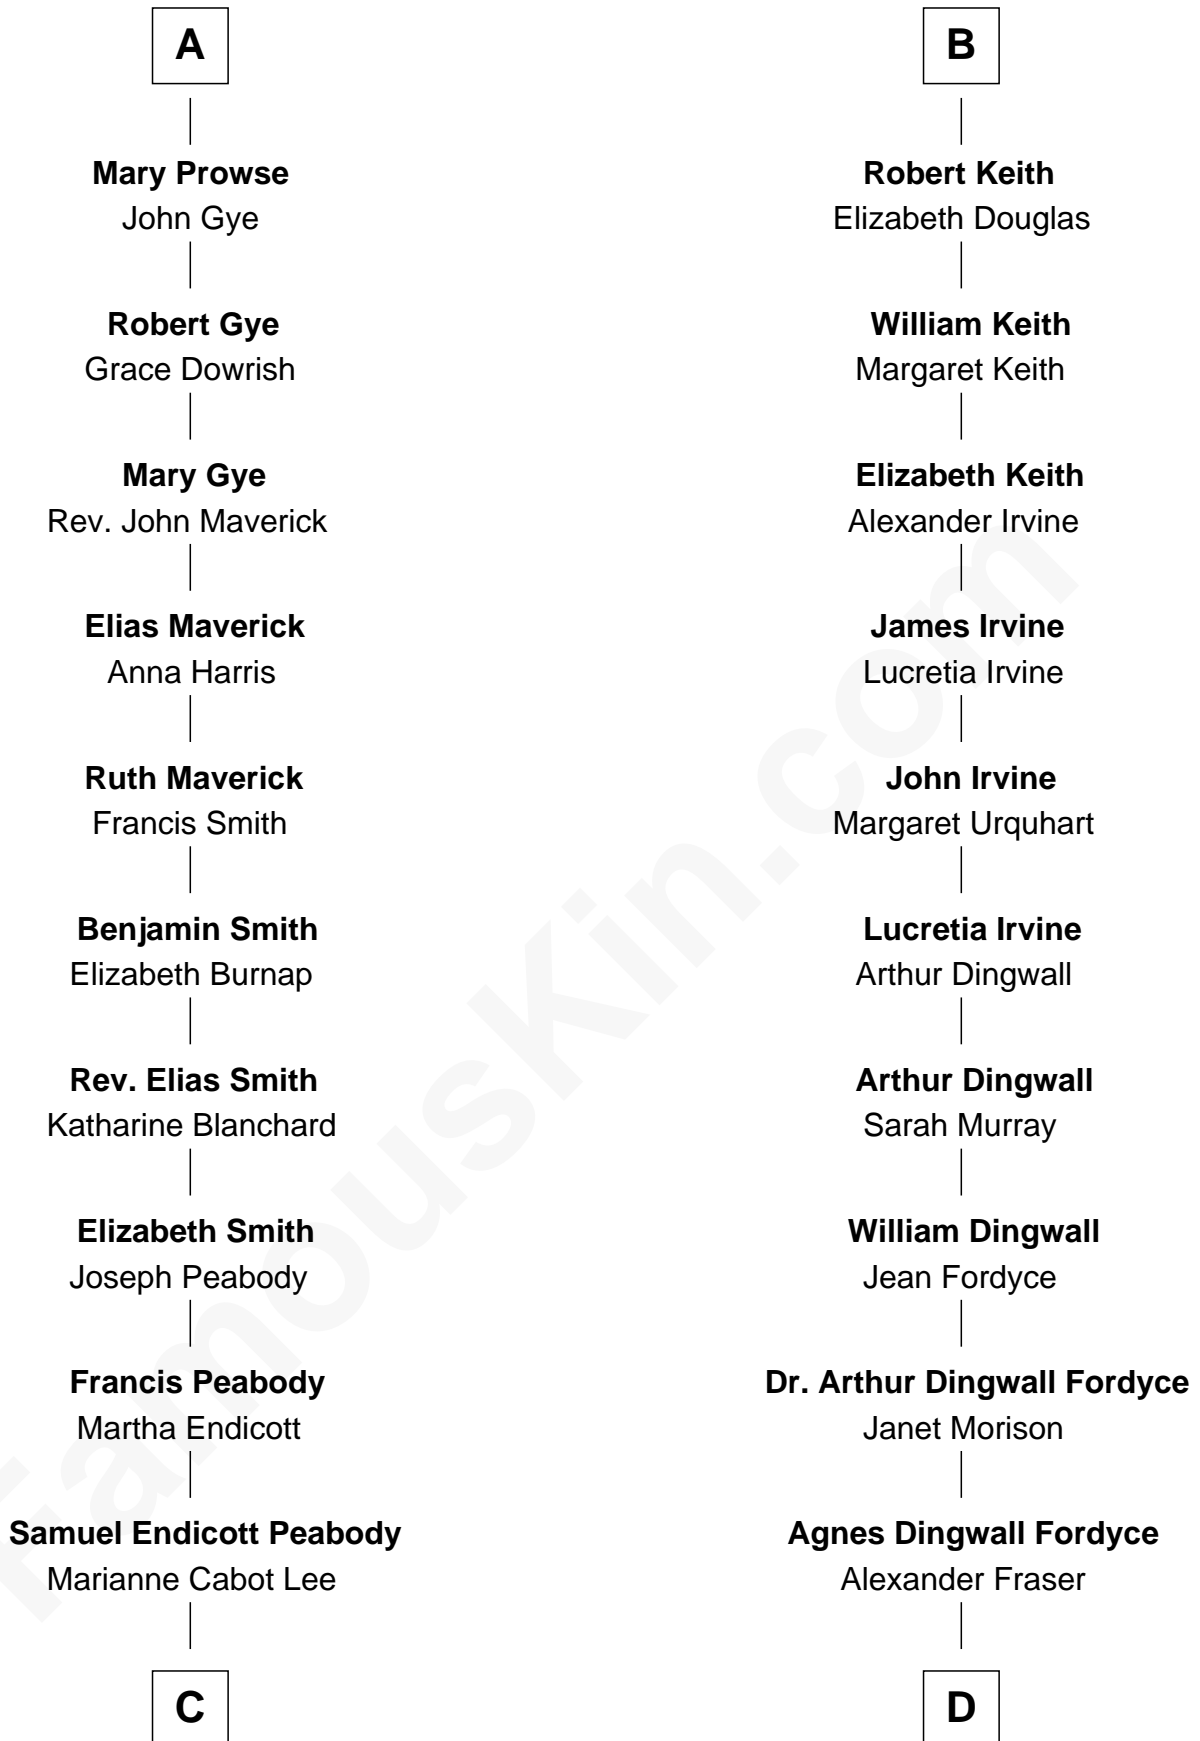 A
Mary Prowse
John Gye
Robert Gye
Grace Dowrish
Mary Gye
Rev. John Maverick
Elias Maverick
Anna Harris
Ruth Maverick
Francis Smith
Benjamin Smith
Elizabeth Burnap
Rev. Elias Smith
Katharine Blanchard
Elizabeth Smith
Joseph Peabody
Francis Peabody
Martha Endicott
Samuel Endicott Peabody
Marianne Cabot Lee
C
B
Robert Keith
Elizabeth Douglas
William Keith
Margaret Keith
Elizabeth Keith
Alexander Irvine
James Irvine
Lucretia Irvine
John Irvine
Margaret Urquhart
Lucretia Irvine
Arthur Dingwall
Arthur Dingwall
Sarah Murray
William Dingwall
Jean Fordyce
Dr. Arthur Dingwall Fordyce
Janet Morison
Agnes Dingwall Fordyce
Alexander Fraser
D
FamousKin.com